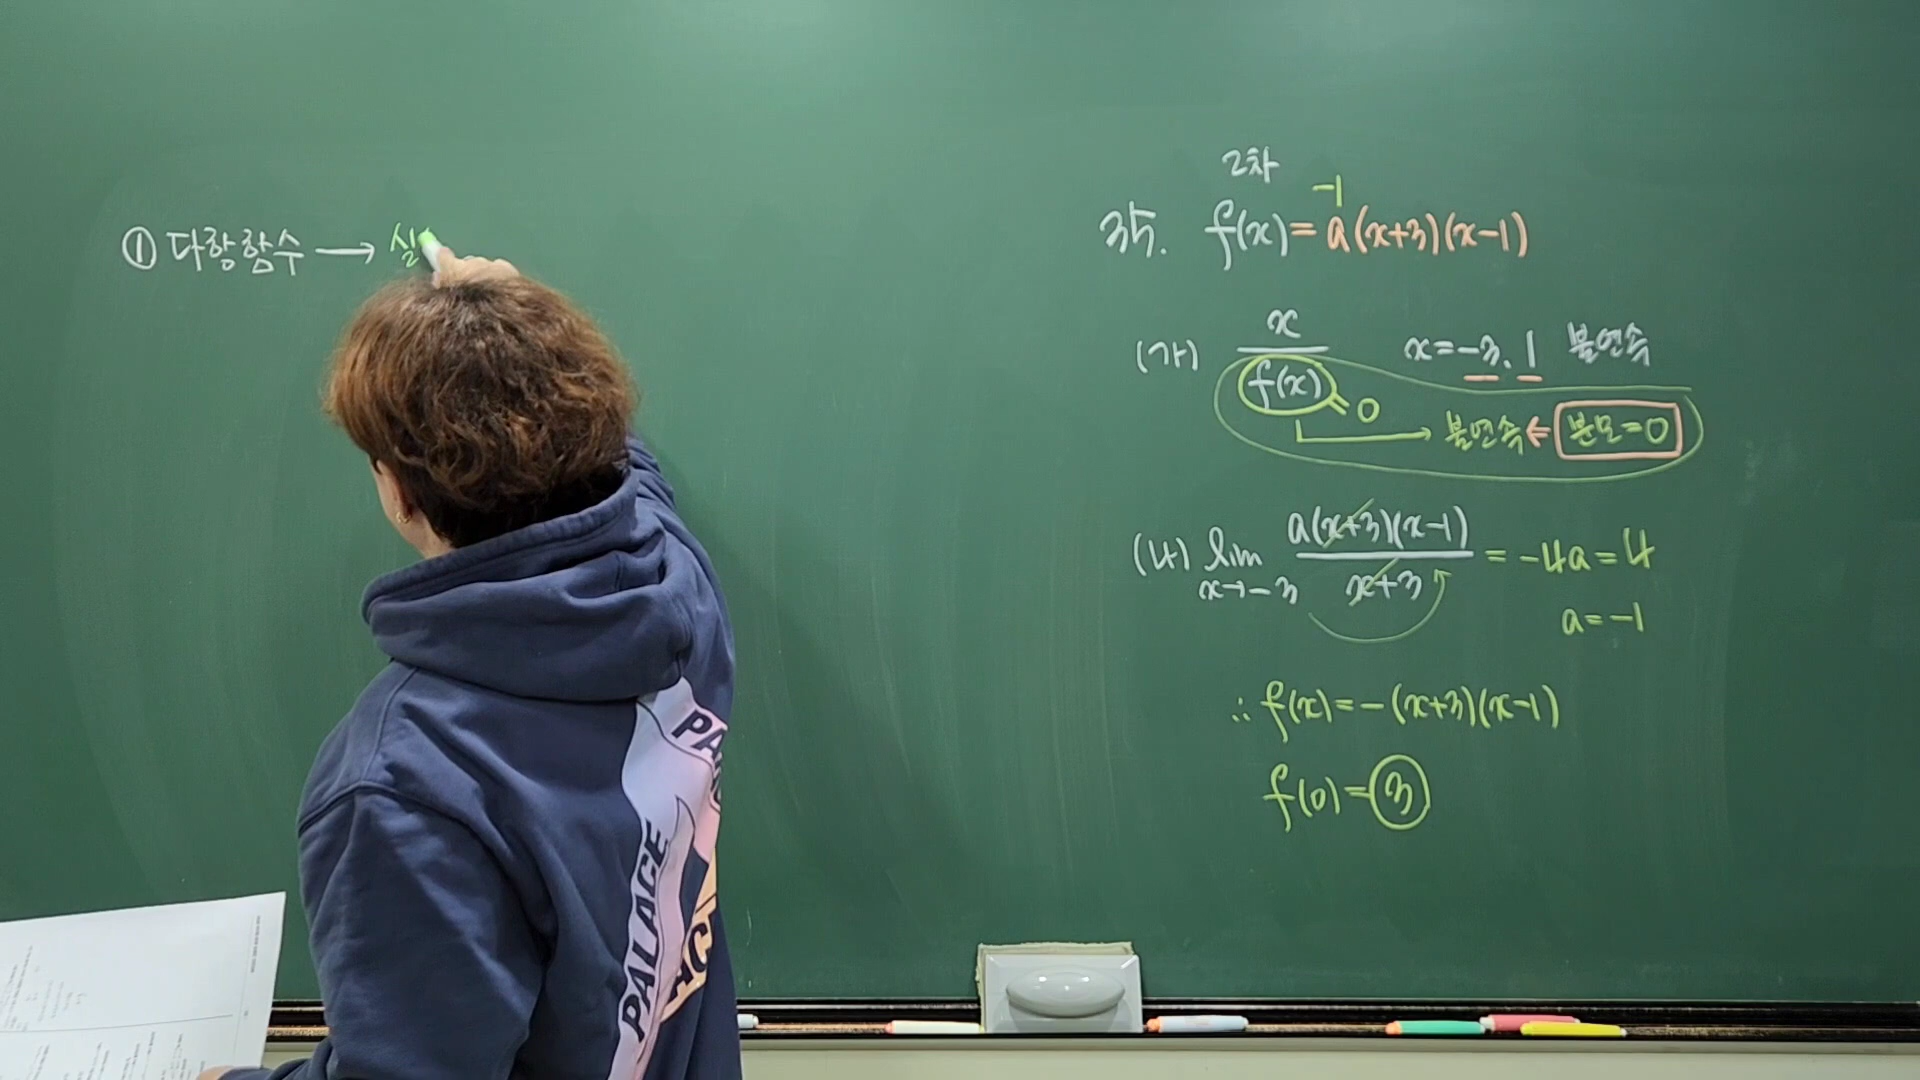 ① 다항함수 → 실
2차
-1
35. f(x)=a(x+3)(x-1)
(가) x/f(x) x=-3, 1 불연속
=0
불연속 ⇐ 분모=0
(나) lim x→-3 a(x+3)(x-1)/x+3 = -4a=4
a=-1
∴ f(x)=-(x+3)(x-1)
f(0)=3
PALACE